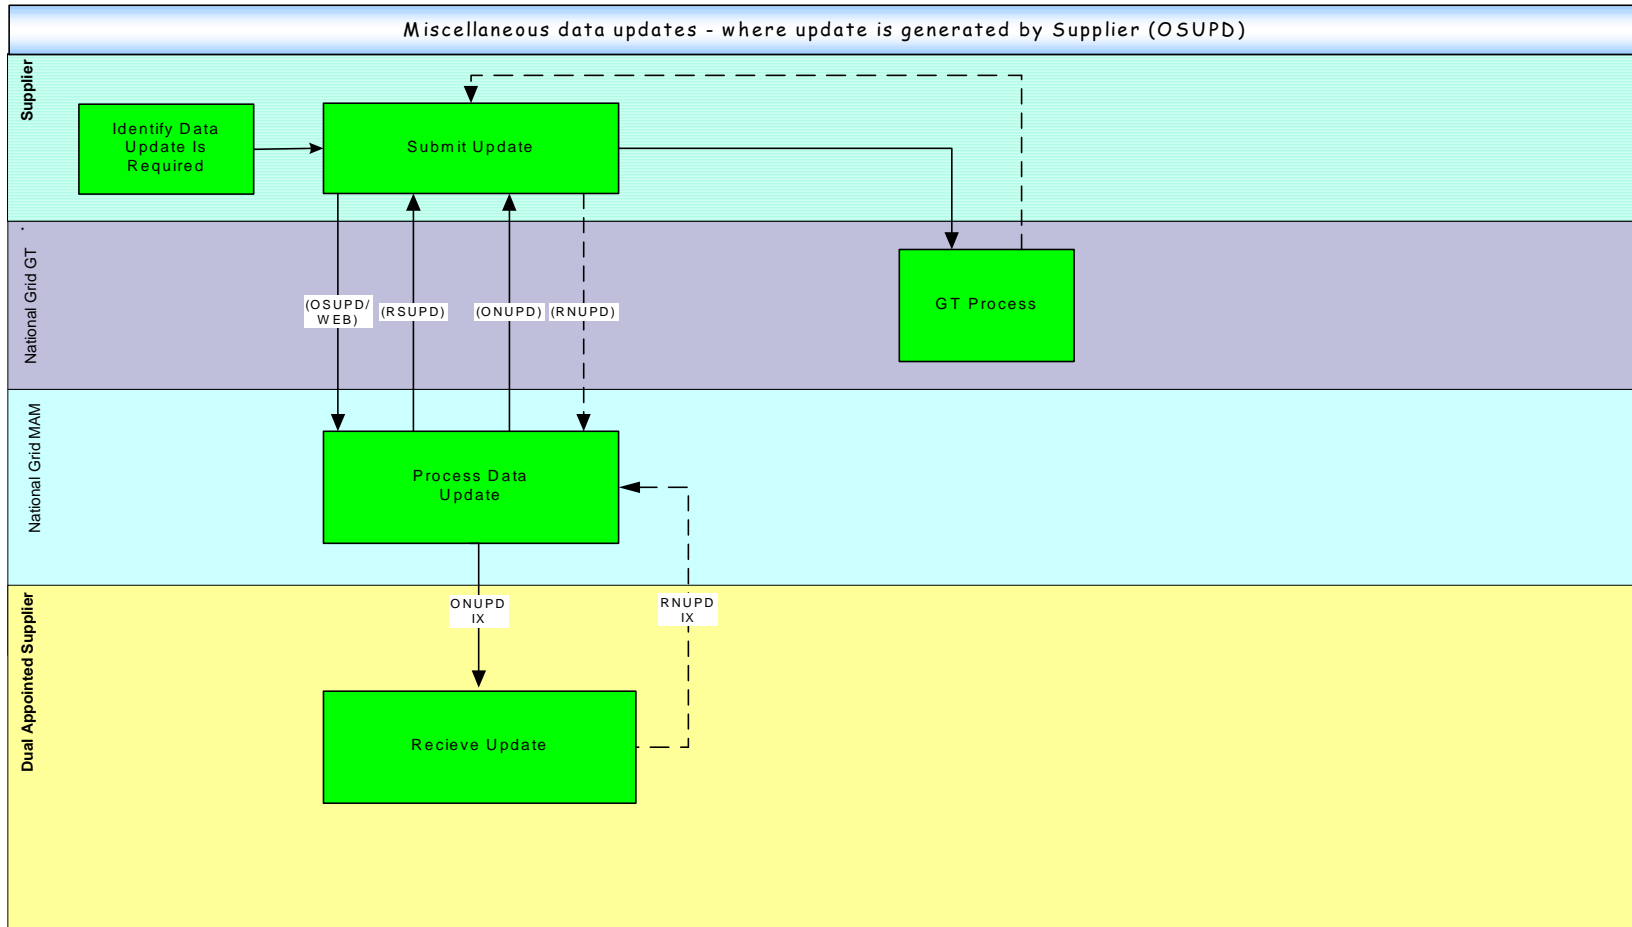 Miscellaneous data updates - where update is generated by Supplier (OSUPD)
Supplier
Identify Data
Update Is
Required
Submit Update
National Grid GT
(OSUPD/
WEB)
(RSUPD)
(ONUPD)
(RNUPD)
GT Process
National Grid MAM
Process Data
Update
Dual Appointed Supplier
ONUPD
IX
RNUPD
IX
Recieve Update